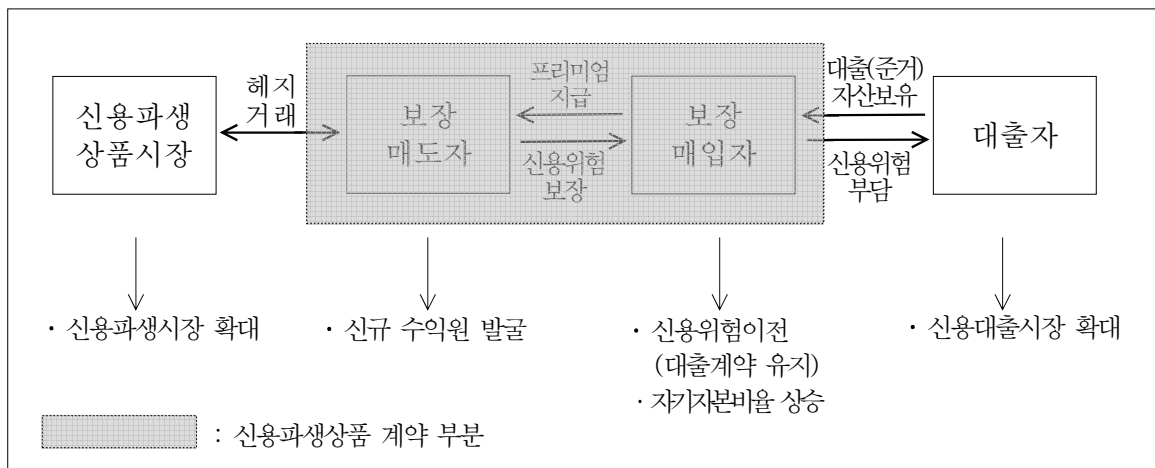 신용파생
상품시장
헤지
거래
보장
매도자
프리미엄
지급
신용위험
보장
보장
매입자
대출(준거)
자산보유
신용위험
부담
대출자
· 신용파생시장 확대
· 신규 수익원 발굴
· 신용위험이전
(대출계약 유지)
· 자기자본비율 상승
· 신용대출시장 확대
: 신용파생상품 계약 부분